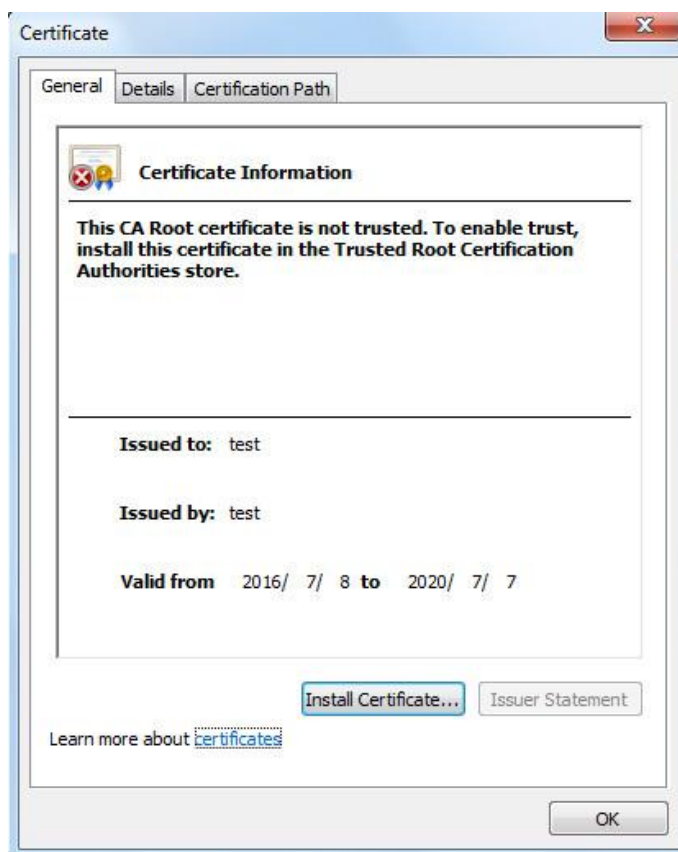 Certificate
General Details Certification Path
Certificate Information
This CA Root certificate is not trusted. To enable trust,
install this certificate in the Trusted Root Certification
Authorities store.
Issued to: test
Issued by: test
Valid from 2016/ 7/ 8 to 2020/ 7/ 7
Install Certificate... Issuer Statement
Learn more about certificates
OK